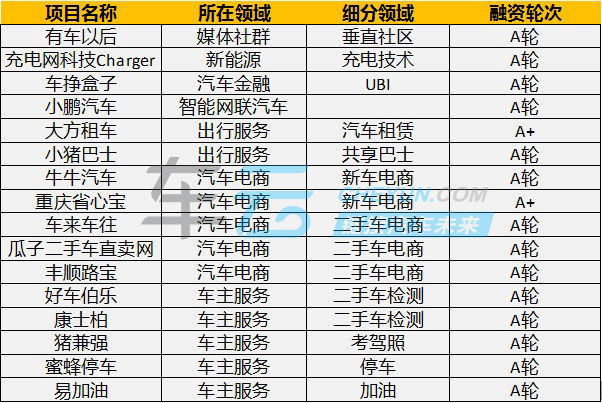 项目名称 所在领域 细分领域 融资轮次
有车以后 媒体社群 垂直社区 A轮
充电网科技Charger 新能源 充电技术 A轮
车挣盒子 汽车金融 UBI A轮
小鹏汽车 智能网联汽车 A轮
大方租车 出行服务 汽车租赁 A+
小猪巴士 出行服务 共享巴士 A轮
牛牛汽车 汽车电商 新车电商 A轮
重庆省心宝 汽车电商 新车电商 A+
车来车往 汽车电商 二手车电商 A轮
瓜子二手车直卖网 汽车电商 二手车电商 A轮
丰顺路宝 汽车电商 二手车电商 A轮
好车伯乐 车主服务 二手车检测 A轮
康士柏 车主服务 二手车检测 A轮
猪兼强 车主服务 考驾照 A轮
蜜蜂停车 车主服务 停车 A轮
易加油 车主服务 加油 A轮
车云
CHEYUN.COM